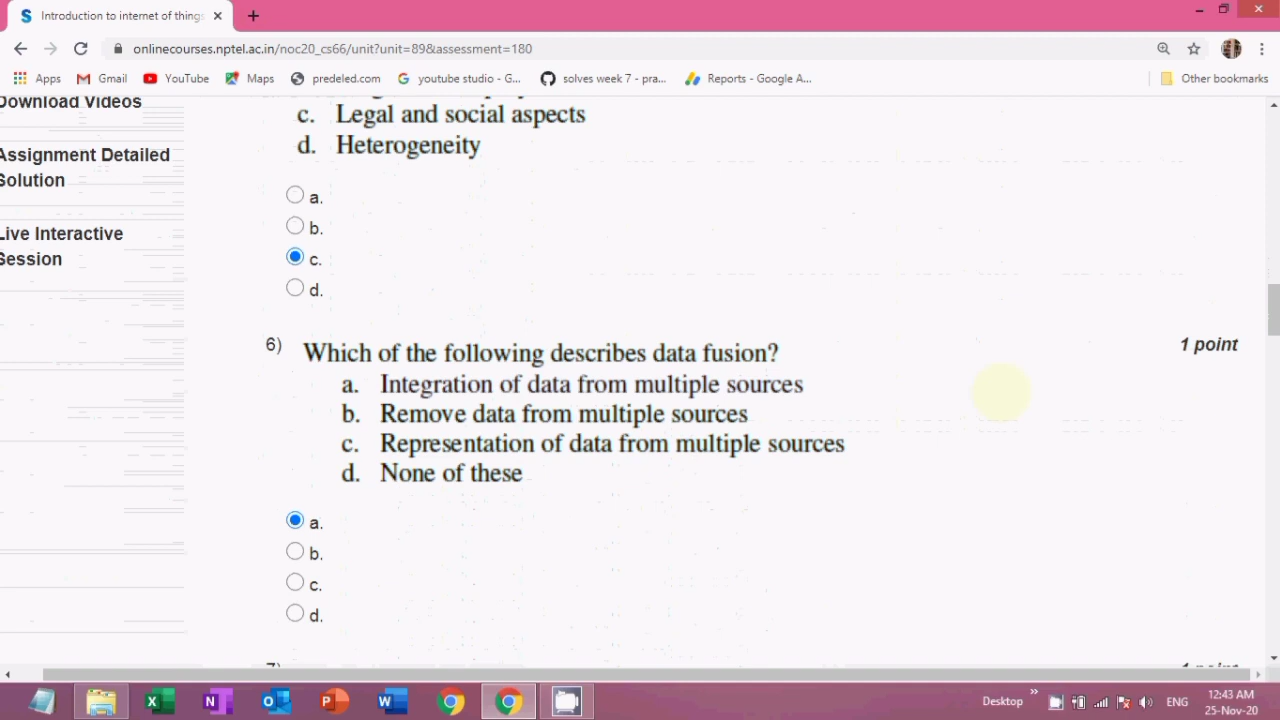 Introduction to internet of things
onlinecourses.nptel.ac.in/noc20_cs66/unit?unit=89&assessment=180
Apps Gmail YouTube Maps predeled.com youtube studio - G... solves week 7 - pra... Reports - Google A... Other bookmarks
Download Videos
Assignment Detailed
Solution
Live Interactive
Session
c. Legal and social aspects
d. Heterogeneity
a.
b.
c.
d.
6) Which of the following describes data fusion? 1 point
a. Integration of data from multiple sources
b. Remove data from multiple sources
c. Representation of data from multiple sources
d. None of these
a.
b.
c.
d.
Desktop ENG 12:43 AM
25-Nov-20